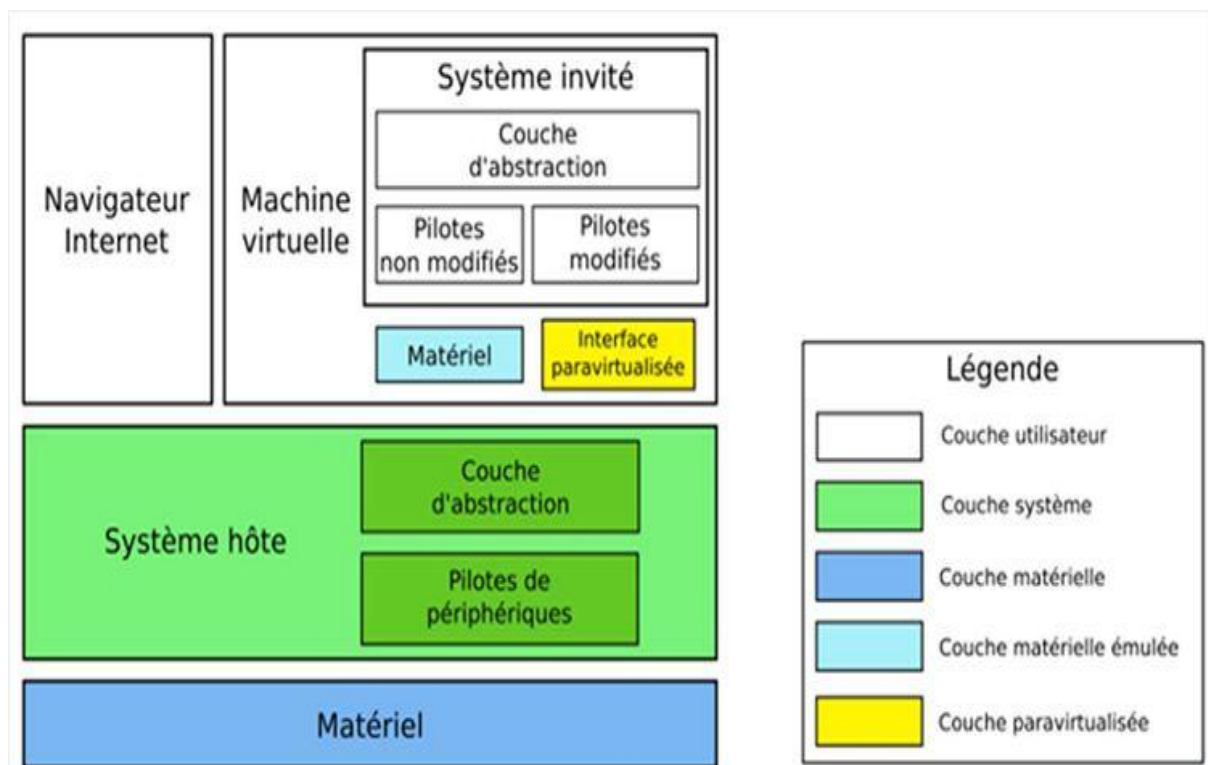 Navigateur
Internet
Machine
virtuelle
Système invité
Couche
d'abstraction
Pilotes
non modifiés
Pilotes
modifiés
Matériel
Interface
paravirtualisée
Système hôte
Couche
d'abstraction
Pilotes de
périphériques
Matériel
Légende
Couche utilisateur
Couche système
Couche matérielle
Couche matérielle émulée
Couche paravirtualisée